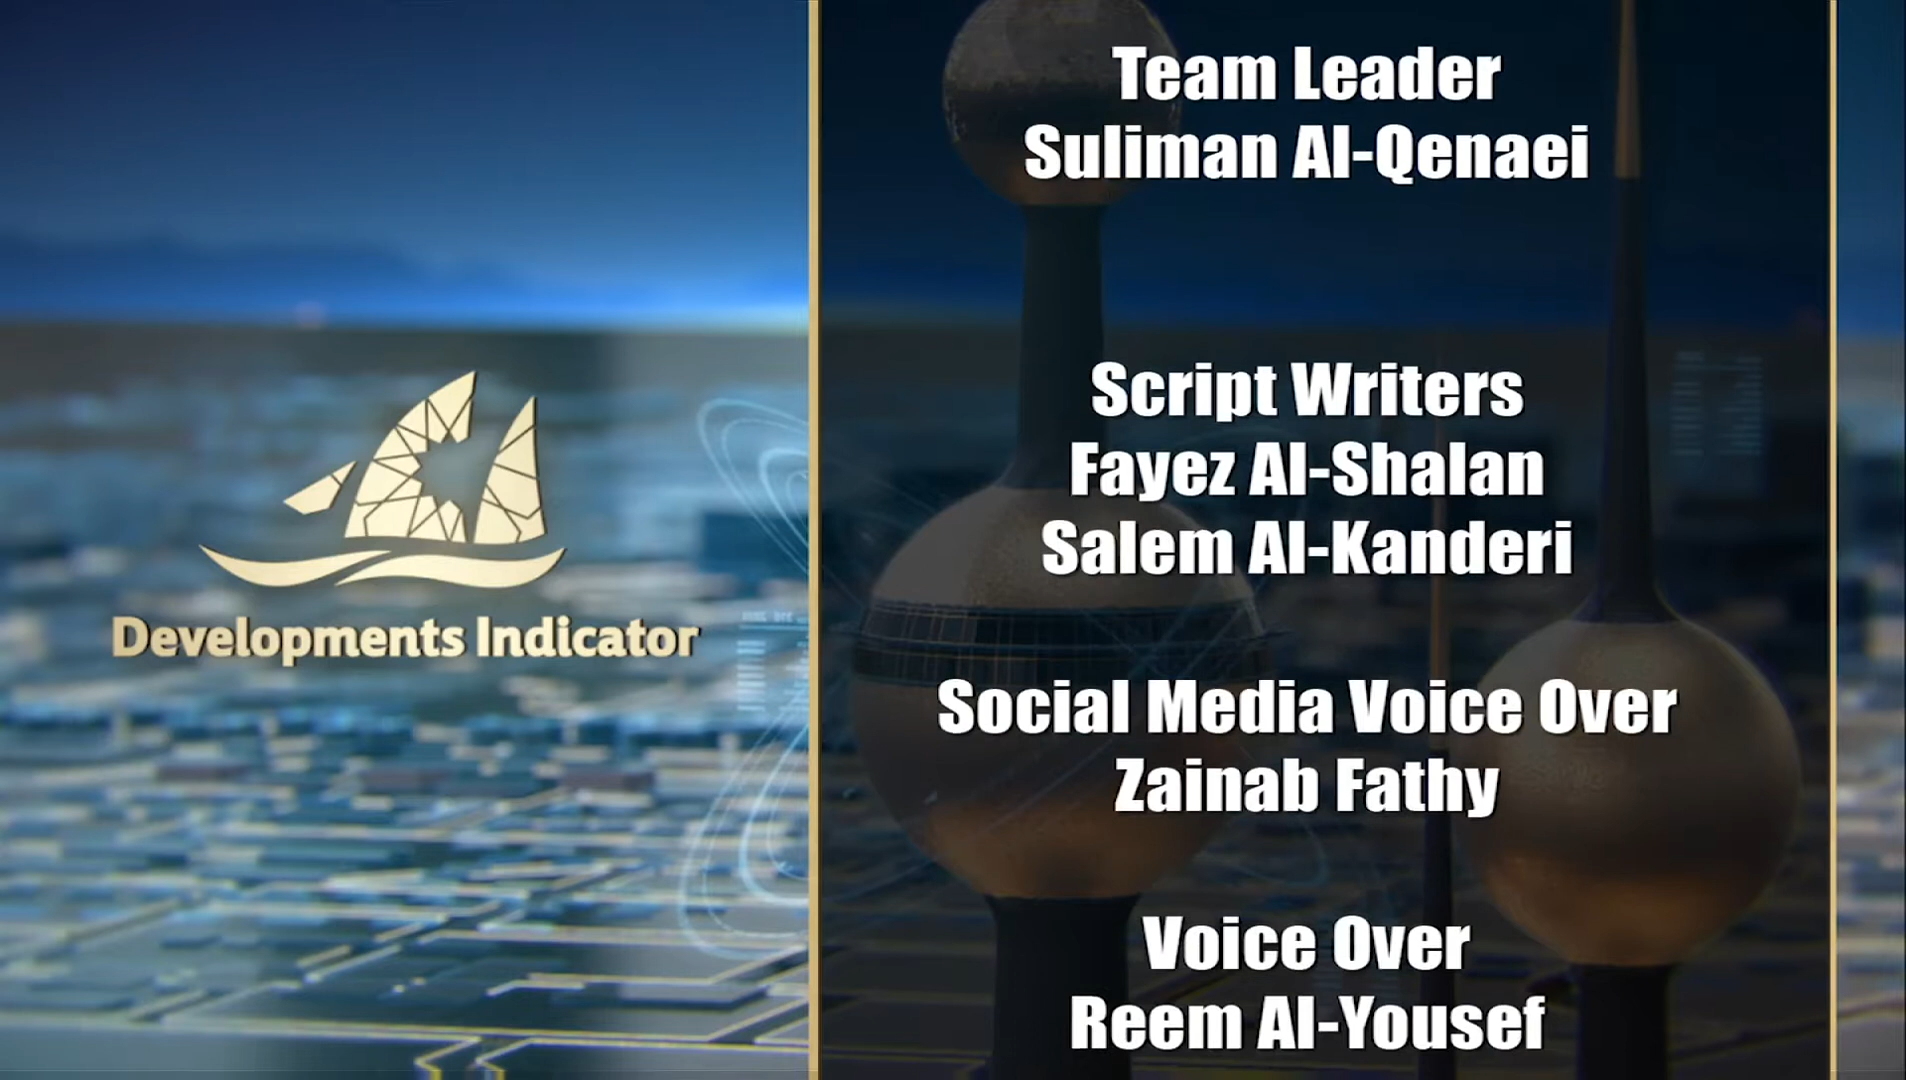 Team Leader
Suliman Al-Qenaei
Script Writers
Fayez Al-Shalan
Salem Al-Kanderi
Developments Indicator
Social Media Voice Over
Zainab Fathy
Voice Over
Reem Al-Yousef